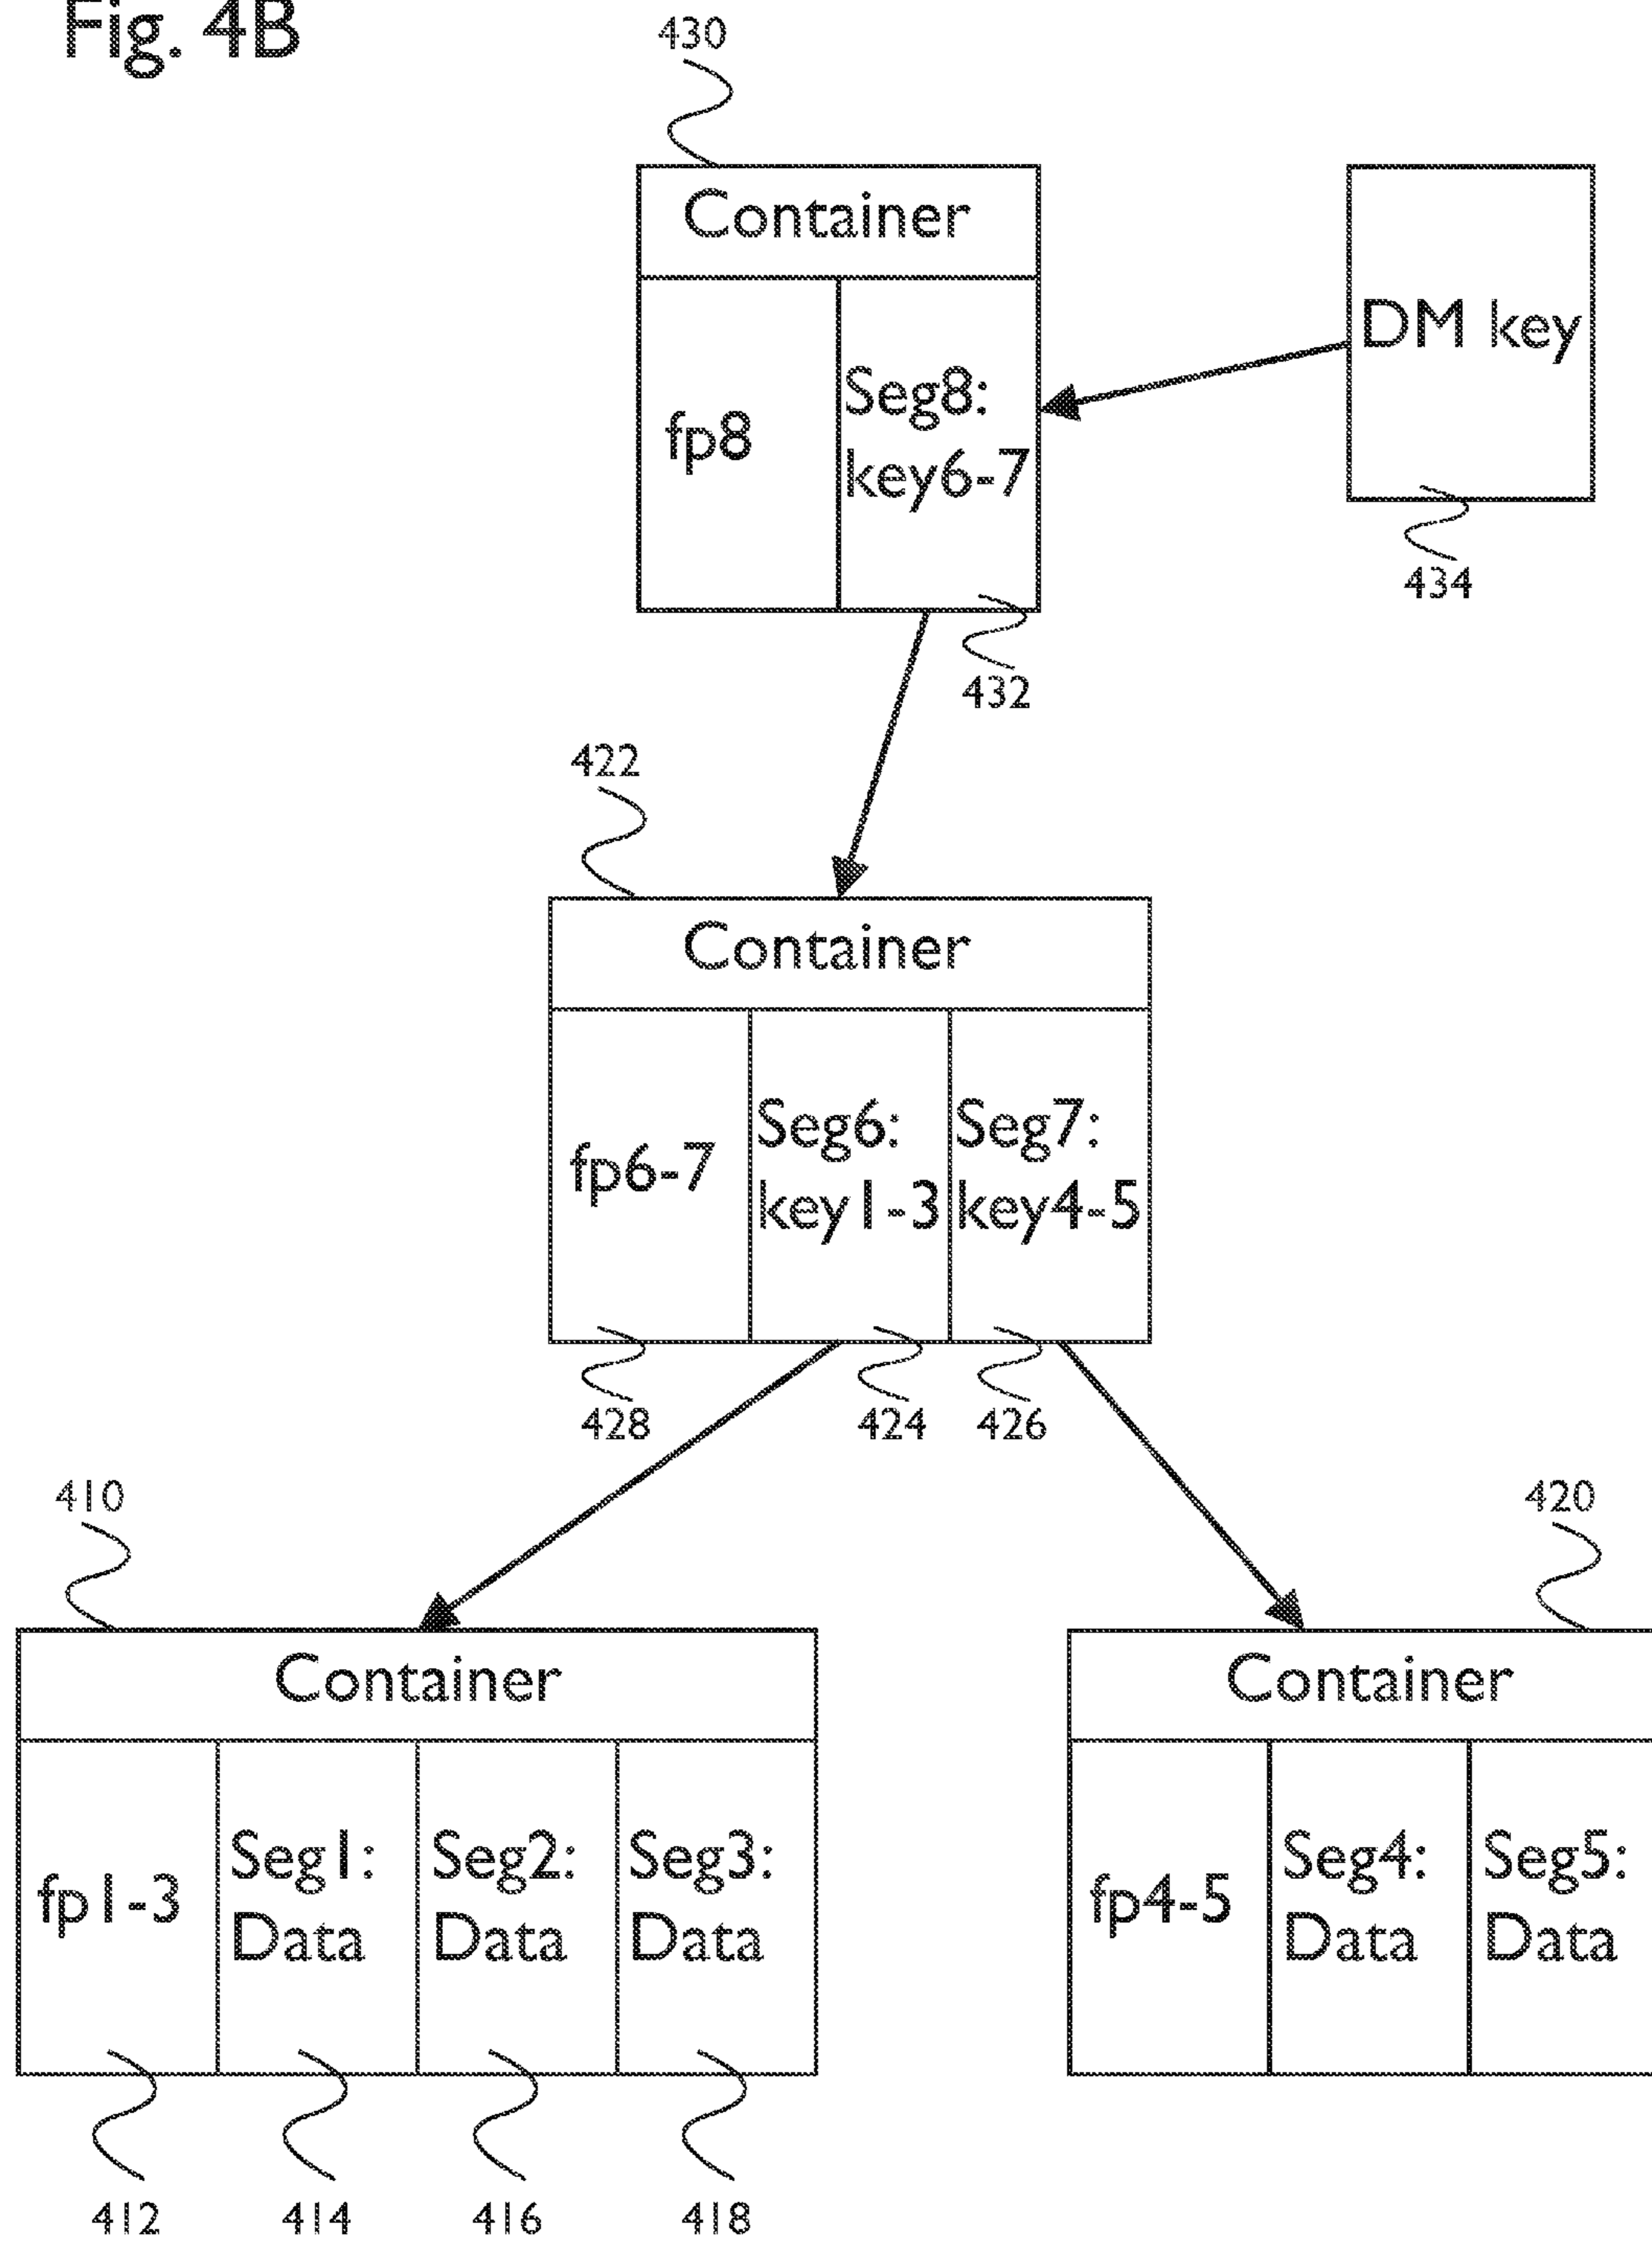 Fig. 4B
430
Container
fp8
Seg8:
key6-7
DM key
434
432
422
Container
fp6-7
Seg6:
key1-3
Seg7:
key4-5
428
424
426
410
420
Container
fp1-3
Seg1:
Data
Seg2:
Data
Seg3:
Data
Container
fp4-5
Seg4:
Data
Seg5:
Data
412
414
416
418